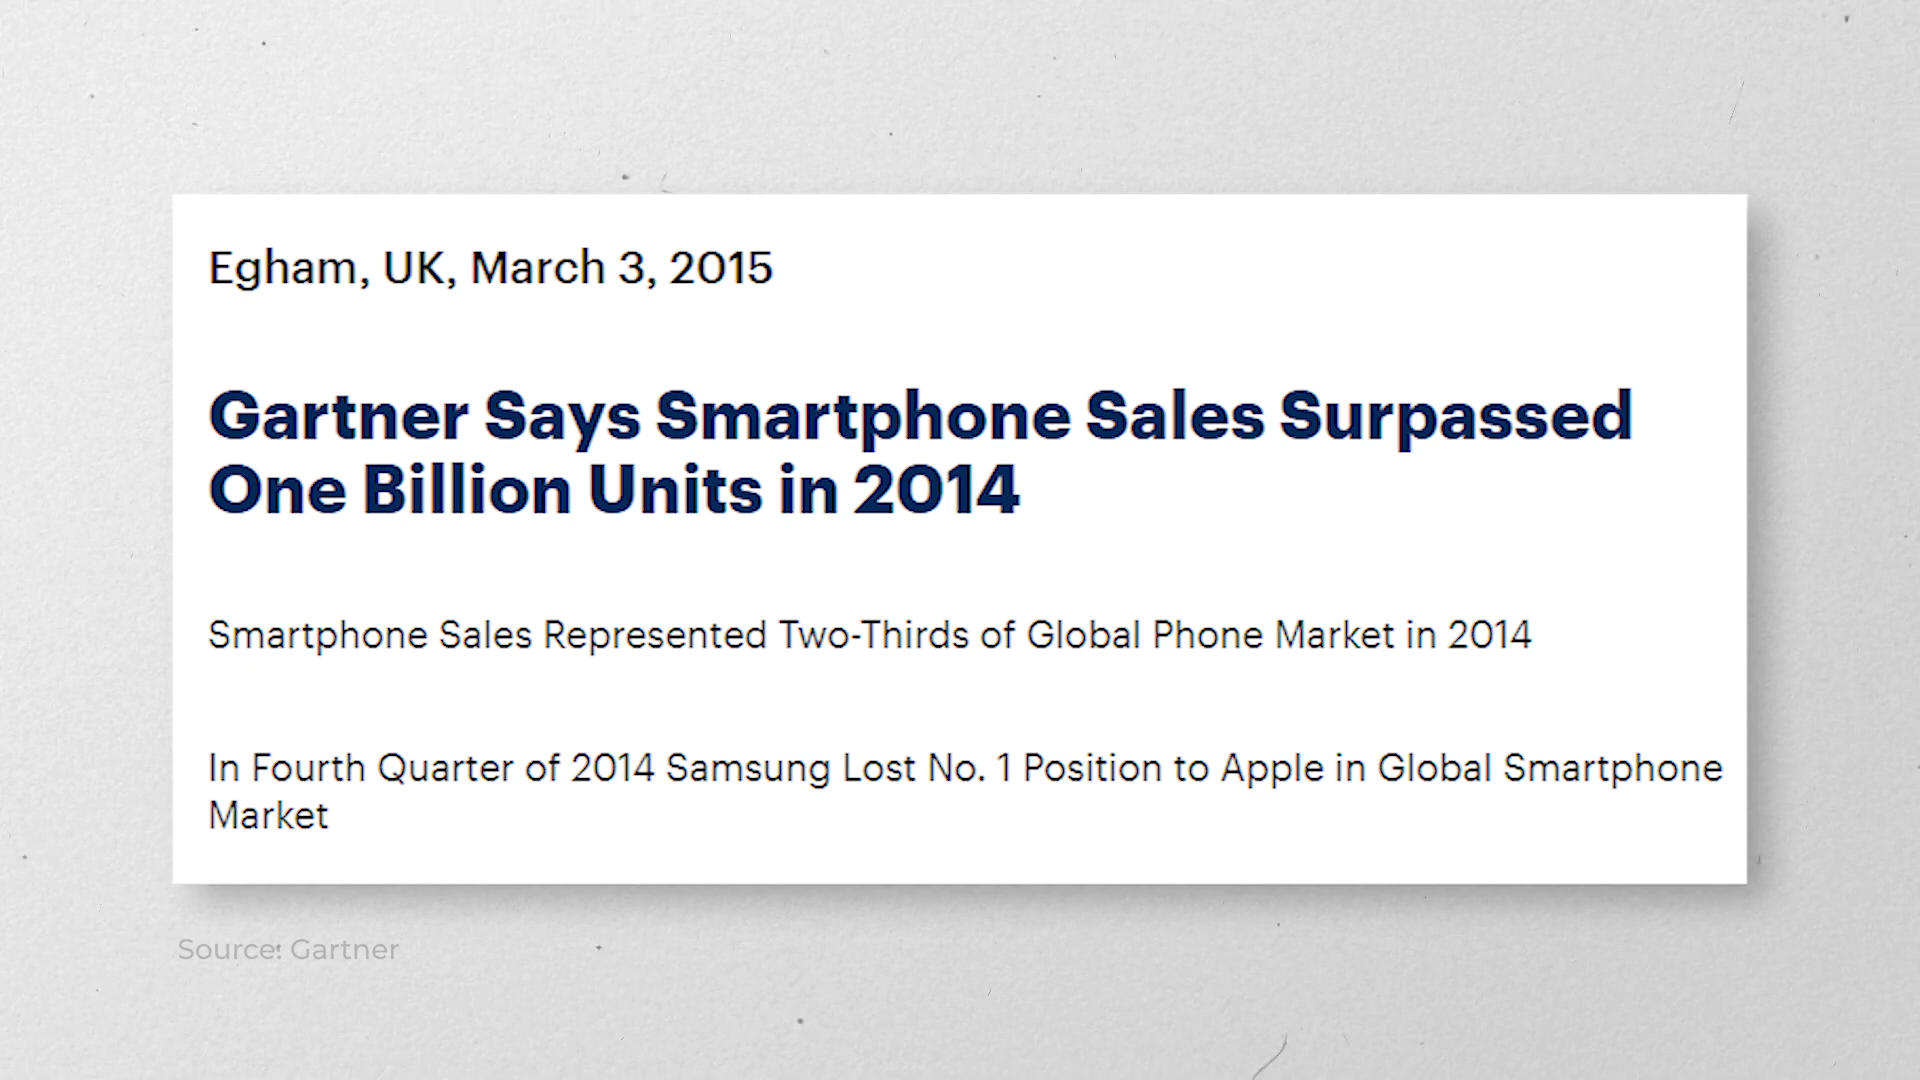 Egham, UK, March 3, 2015
Gartner Says Smartphone Sales Surpassed
One Billion Units in 2014
Smartphone Sales Represented Two-Thirds of Global Phone Market in 2014
In Fourth Quarter of 2014 Samsung Lost No. 1 Position to Apple in Global Smartphone
Market
Source: Gartner